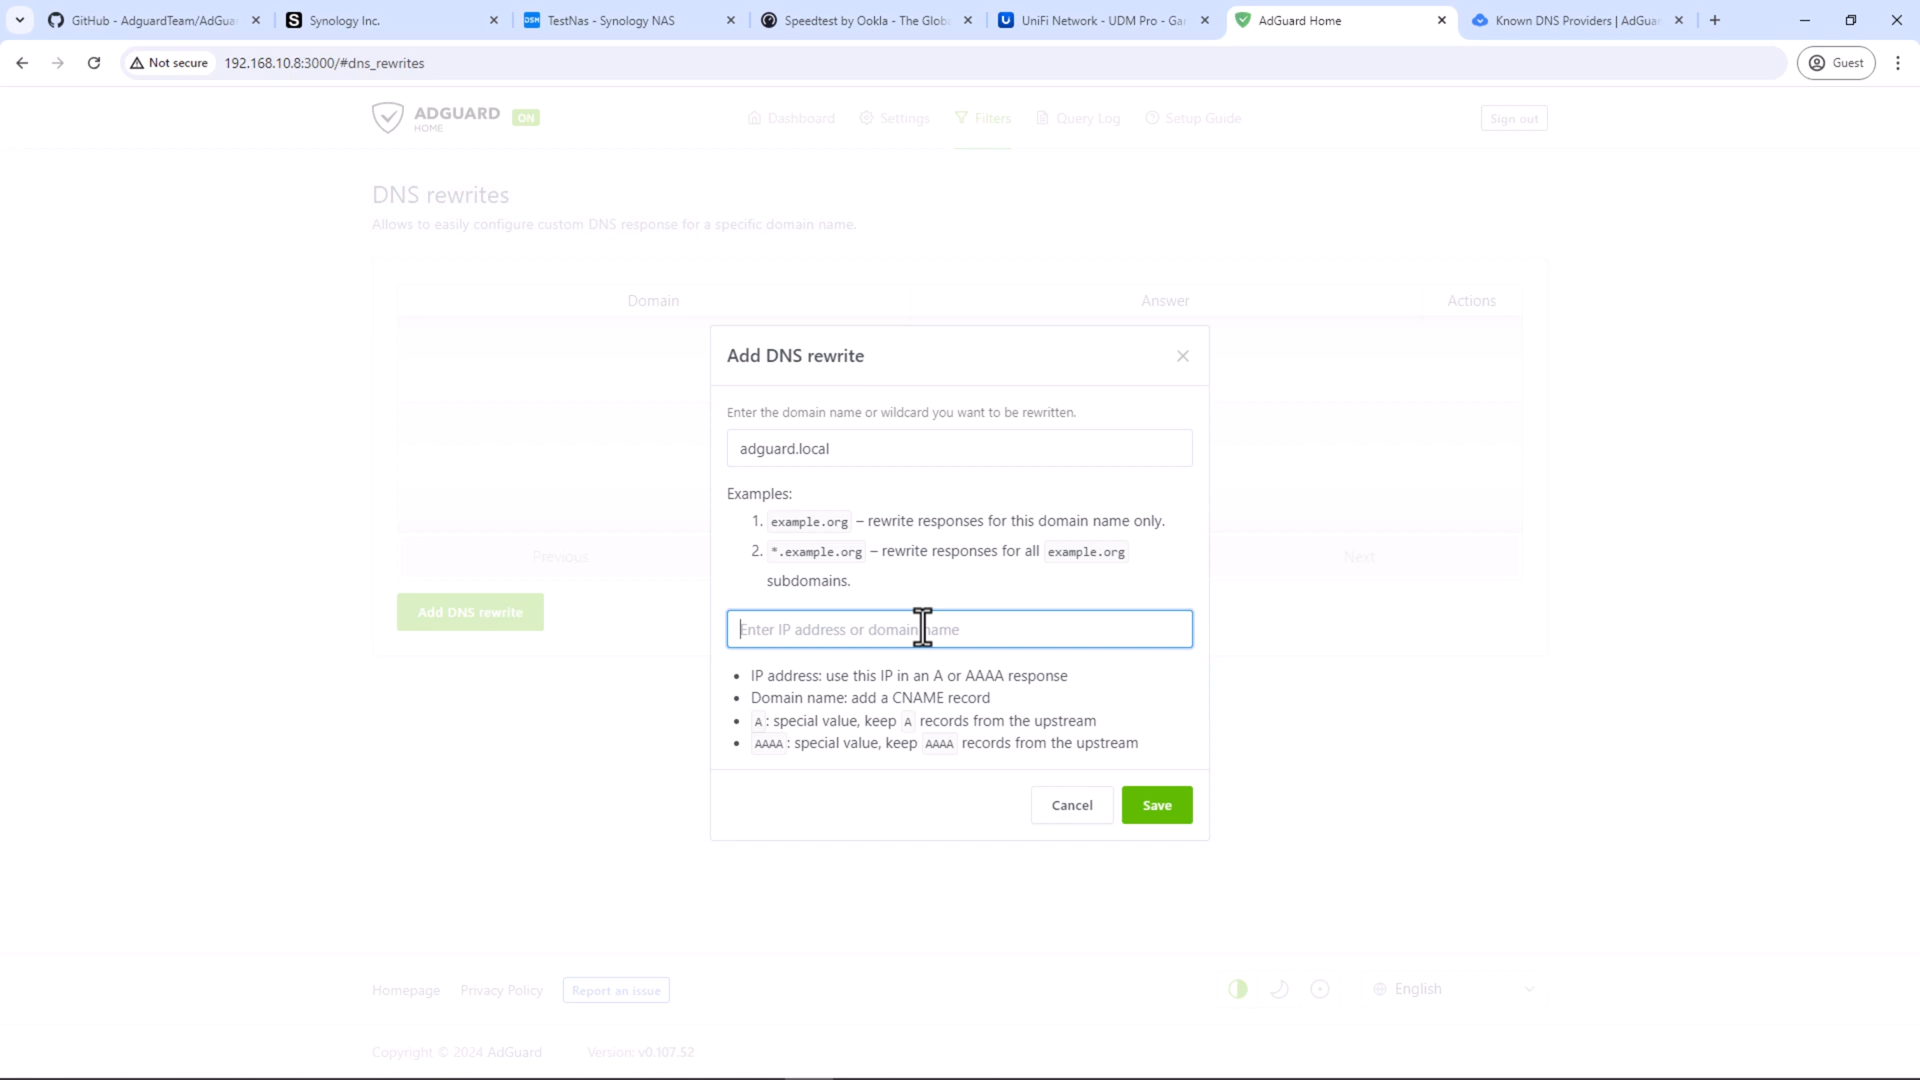 GitHub - AdguardTeam/AdGua
Synology Inc.
DSM TestNas - Synology NAS
Speedtest by Ookla - The Glob
UniFi Network - UDM Pro - Gar
AdGuard Home
Known DNS Providers | AdGuar
Not secure 192.168.10.8:3000/#dns_rewrites
Guest
ADGUARD
HOME
ON
Dashboard
Settings
Filters
Query Log
Setup Guide
Sign out
DNS rewrites
Allows to easily configure custom DNS response for a specific domain name.
Domain Answer Actions
Add DNS rewrite
Enter the domain name or wildcard you want to be rewritten.
adguard.local
Examples:
1. example.org – rewrite responses for this domain name only.
2. *.example.org – rewrite responses for all example.org
subdomains.
Previous
Next
Add DNS rewrite
Enter IP address or domain name
• IP address: use this IP in an A or AAAA response
• Domain name: add a CNAME record
• A: special value, keep A records from the upstream
• AAAA: special value, keep AAAA records from the upstream
Cancel
Save
Homepage
Privacy Policy
Report an issue
English
Copyright © 2024 AdGuard
Version: v0.107.52